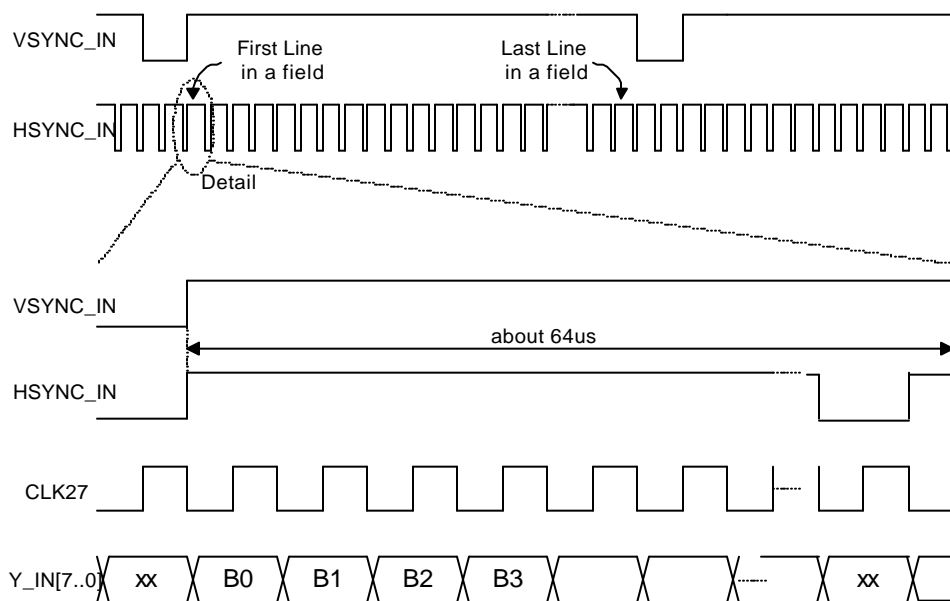 VSYNC_IN
First Line
in a field
Last Line
in a field
HSYNC_IN
Detail
VSYNC_IN
about 64us
HSYNC_IN
CLK27
Y_IN[7..0]
xx
B0
B1
B2
B3
xx